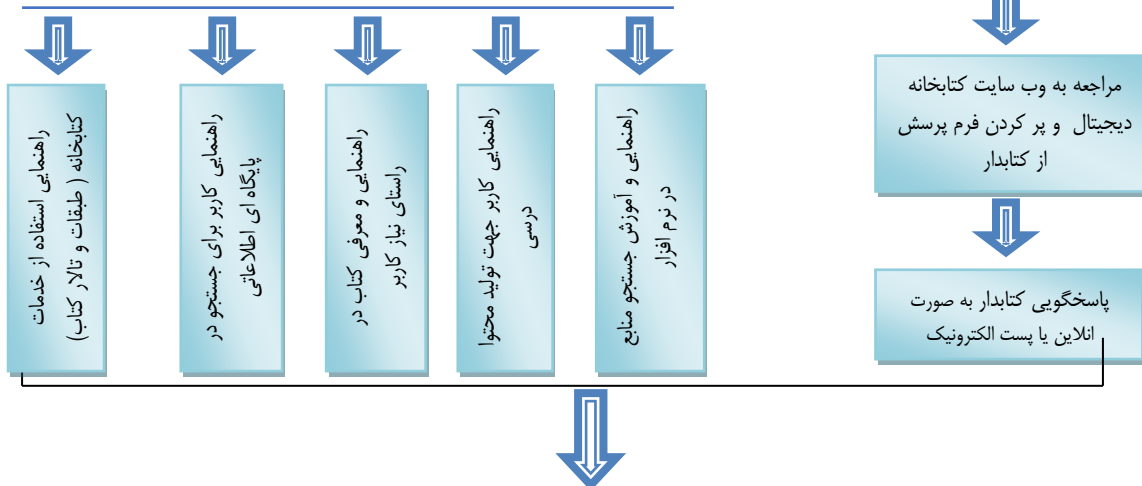 مراجعه به وب سایت کتابخانه
دیجیتال و پر کردن فرم پرسش
از کتابدار
پاسخگویی کتابدار به صورت
انلاین یا پست الکترونیک
راهنمایی و آموزش جستجو منابع
در نرم افزار
راهنمایی کاربر جهت تولید محتوا
درسی
راهنمایی و معرفی کتاب در
راستای نیاز کاربر
راهنمایی کاربر برای جستجو در
پایگاه ای اطلاعاتی
راهنمایی استفاده از خدمات
کتابخانه ( طبقات و تالار کتاب)